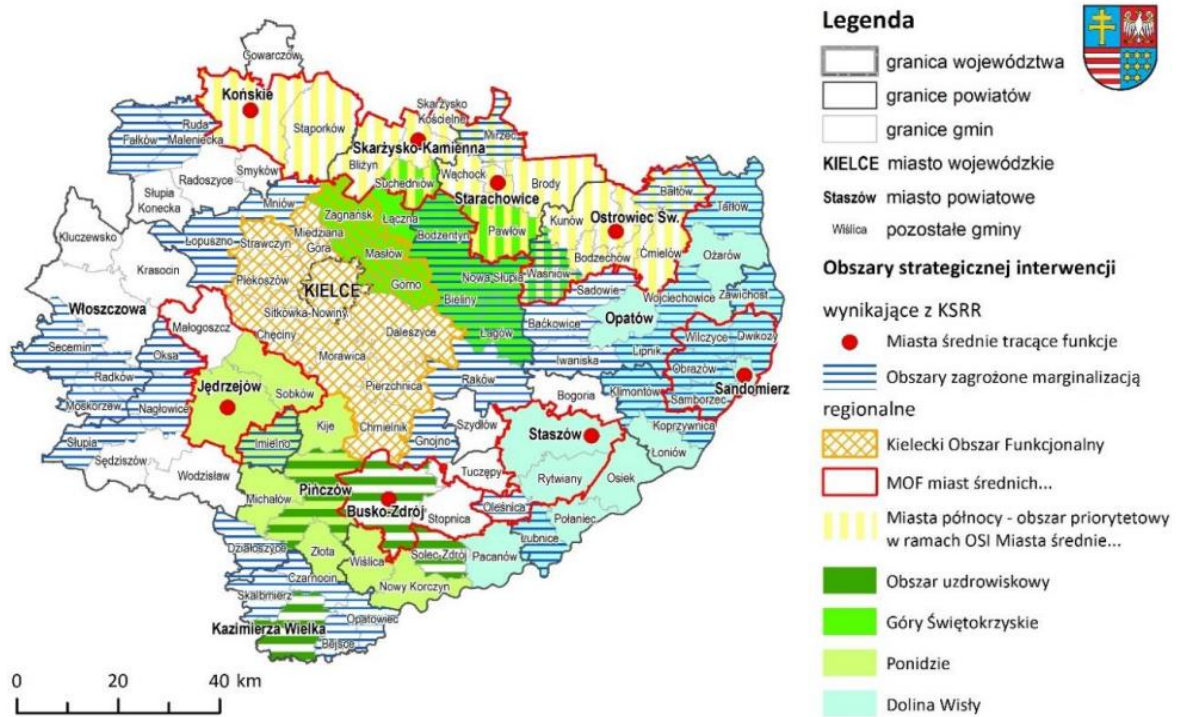 Gowarczów
Końskie
Stąporków
Skarżysko
Kościelne
Ruda
Maleniecka
Fałków
Mirzec
Skarżysko-Kamienna
Smyków
Bliżyn
Radoszyce
Suchedniów
Wąchock
Brody
Bałtów
Słupia
Konecka
Mniów
Starachowice
Tarłów
Zagnańsk
Łączna
Kunów
Ostrowiec Św.
Kluczewsko
Łopuszno
Strawczyn
Miedziana
Góra
Bodzentyn
Pawłów
Ćmielów
Krasocin
Masłów
Bodzechów
Ożarów
Piekoszów
Nowa Słupia
Waśniów
KIELCE
Górno
Bieliny
Sadowie
Wojciechowice
Zawichost
Włoszczowa
Sitkówka-Nowiny
Opatów
Małogoszcz
Chęciny
Daleszyce
Baćkowice
Wilczyce
Dwikozy
Secemin
Oksa
Morawica
Łagów
Iwaniska
Lipnik
Obrazów
Radków
Jędrzejów
Sobków
Pierzchnica
Raków
Klimontów
Sandomierz
Moskorzew
Nagłowice
Bogoria
Samborzec
Słupia
Imielno
Kije
Chmielnik
Gnojno
Szydłów
Staszów
Koprzywnica
Sędziszów
Łoniów
Wodzisław
Pińczów
Tuczępy
Rytwiany
Osiek
Michałów
Busko-Zdrój
Stopnica
Oleśnica
Połaniec
Działoszyce
Złota
Wiślica
Solec-Zdrój
Pacanów
Łubnice
Czarnocin
Nowy Korczyn
Skalbmierz
Opatowiec
Kazimierza Wielka
Bejsce
0 20 40 km
Legenda
granica województwa
granice powiatów
granice gmin
KIELCE miasto wojewódzkie
Staszów miasto powiatowe
Wiślica pozostałe gminy
Obszary strategicznej interwencji
wynikające z KSRR
Miasta średnie tracące funkcje
Obszary zagrożone marginalizacją
regionalne
Kielecki Obszar Funkcjonalny
MOF miast średnich...
Miasta północy - obszar priorytetowy
w ramach OSI Miasta średnie...
Obszar uzdrowiskowy
Góry Świętokrzyskie
Ponidzie
Dolina Wisły